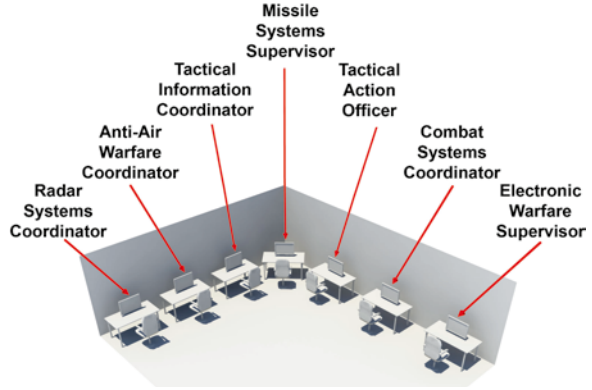 Missile
Systems
Supervisor
Tactical
Information
Coordinator
Tactical
Action
Officer
Anti-Air
Warfare
Coordinator
Combat
Systems
Coordinator
Radar
Systems
Coordinator
Electronic
Warfare
Supervisor